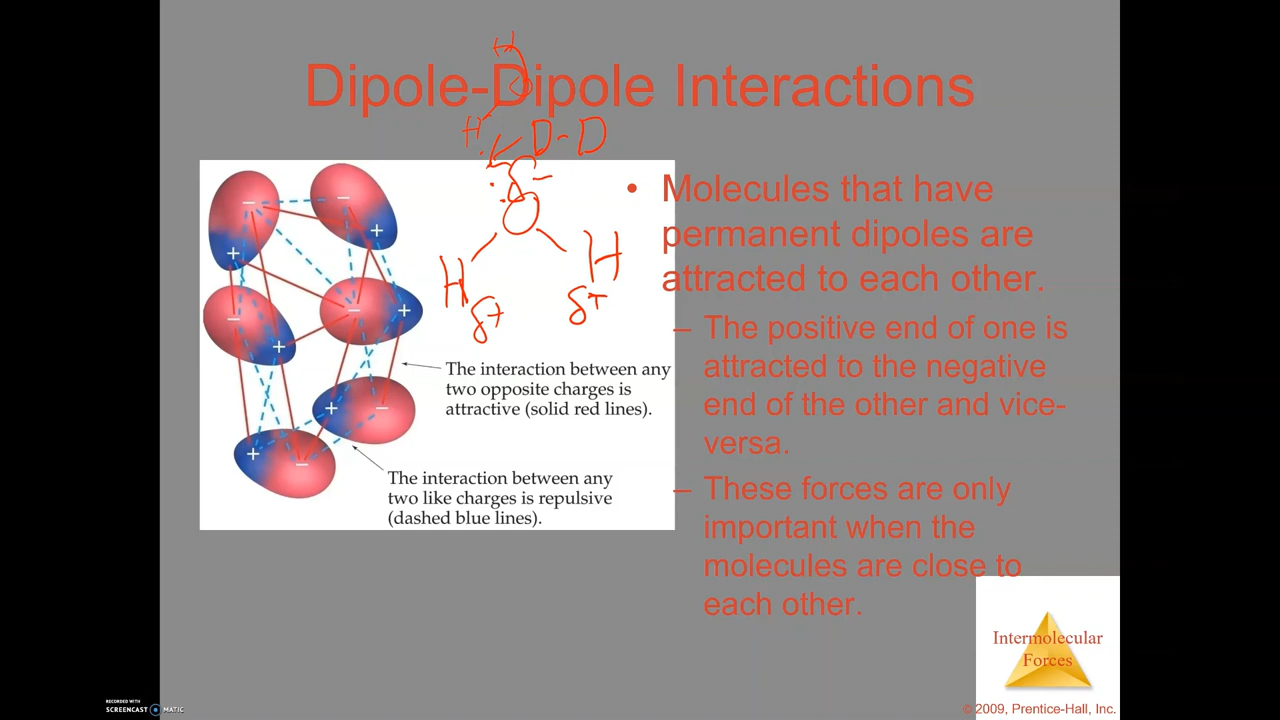 Dipole-Dipole Interactions
H
O
H
D-D
δ-
O
H
H
δ+
δ+
• Molecules that have
permanent dipoles are
attracted to each other.
– The positive end of one is
attracted to the negative
end of the other and vice-
versa.
– These forces are only
important when the
molecules are close to
each other.
−
−
+
+
−
−
+
+
+
−
+
−
The interaction between any
two opposite charges is
attractive (solid red lines).
The interaction between any
two like charges is repulsive
(dashed blue lines).
Intermolecular
Forces
© 2009, Prentice-Hall, Inc.
RECORDED WITH
SCREENCAST MATIC